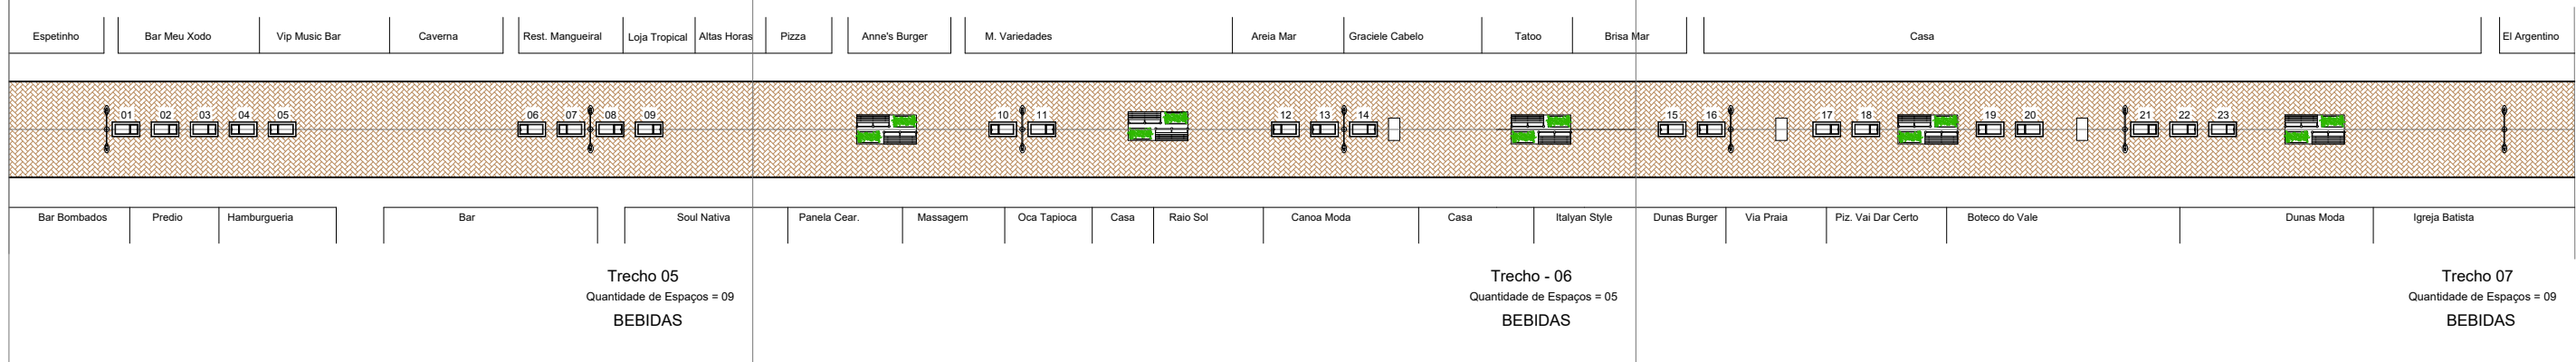 Espetinho
Bar Meu Xodo
Vip Music Bar
Caverna
Rest. Mangueiral
Loja Tropical
Altas Horas
Pizza
Anne's Burger
M. Variedades
Areia Mar
Graciele Cabelo
Tatoo
Brisa Mar
Casa
El Argentino
01
02
03
04
05
06
07
08
09
10
11
12
13
14
15
16
17
18
19
20
21
22
23
Bar Bombados
Predio
Hamburgueria
Bar
Soul Nativa
Panela Cear.
Massagem
Oca Tapioca
Casa
Raio Sol
Canoa Moda
Casa
Italyan Style
Dunas Burger
Via Praia
Piz. Vai Dar Certo
Boteco do Vale
Dunas Moda
Igreja Batista
Trecho 05
Quantidade de Espaços = 09
BEBIDAS
Trecho - 06
Quantidade de Espaços = 05
BEBIDAS
Trecho 07
Quantidade de Espaços = 09
BEBIDAS